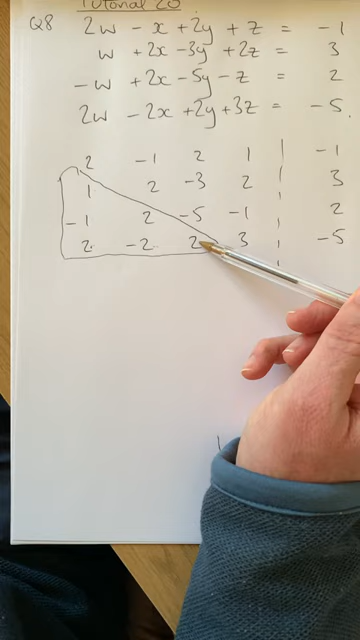 Tutorial 20
Q8 2w - x + 2y + z = -1
w + 2x - 3y + 2z = 3
-w + 2x - 5y - z = 2
2w - 2x + 2y + 3z = -5.
2 -1 2 1 | -1
1 2 -3 2 | 3
-1 2 -5 -1 | 2
2 -2 2 3 | -5